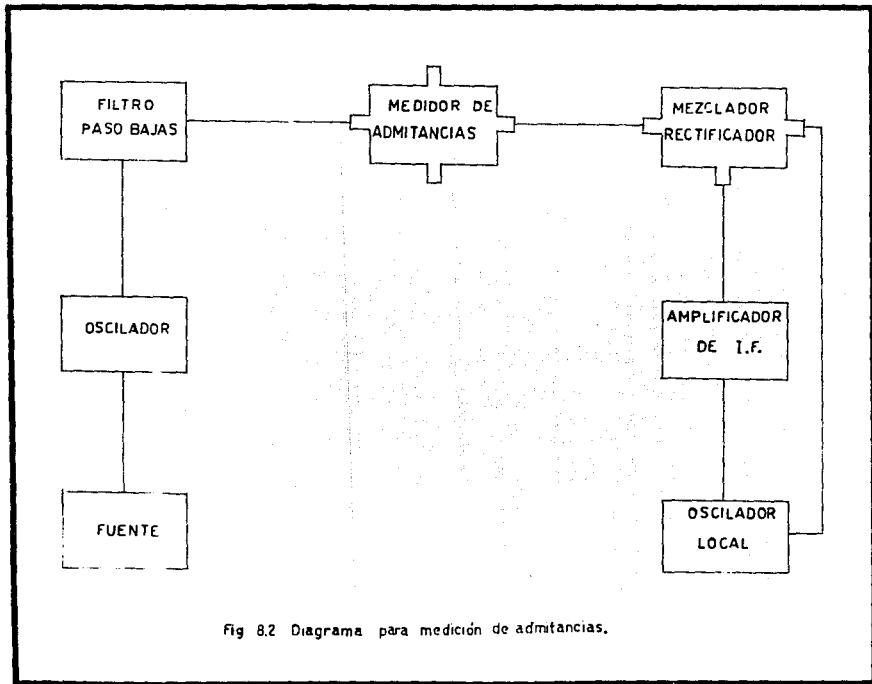 FILTRO
PASO BAJAS
MEDIDOR DE
ADMITANCIAS
MEZCLADOR
RECTIFICADOR
OSCILADOR
AMPLIFICADOR
DE I.F.
FUENTE
OSCILADOR
LOCAL
Fig 8.2 Diagrama para medición de admitancias.